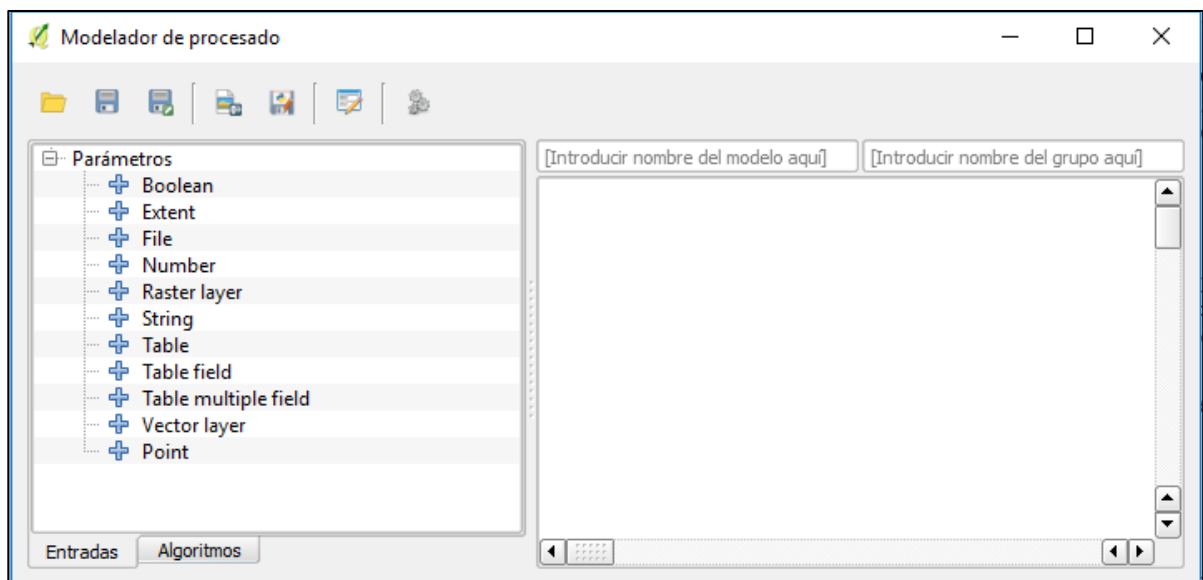 Modelador de procesado
Parámetros
Boolean
Extent
File
Number
Raster layer
String
Table
Table field
Table multiple field
Vector layer
Point
Entradas
Algoritmos
[Introducir nombre del modelo aquí]
[Introducir nombre del grupo aquí]